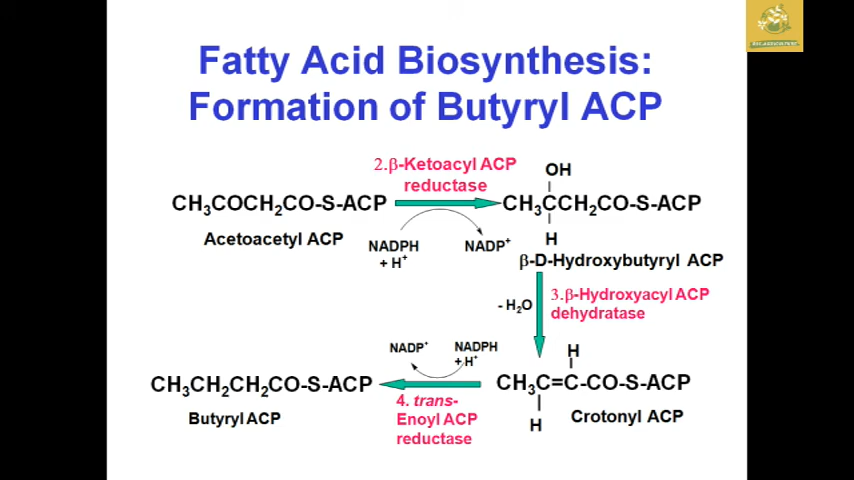 Fatty Acid Biosynthesis:
Formation of Butyryl ACP
2.β-Ketoacyl ACP
reductase
OH
CH₃COCH₂CO-S-ACP
CH₃CCH₂CO-S-ACP
Acetoacetyl ACP
NADPH
+ H⁺
NADP⁺
H
β-D-Hydroxybutyryl ACP
- H₂O
3.β-Hydroxyacyl ACP
dehydratase
NADP⁺
NADPH
+ H⁺
H
CH₃CH₂CH₂CO-S-ACP
CH₃C=C-CO-S-ACP
4. trans-
Enoyl ACP
reductase
Butyryl ACP
H
Crotonyl ACP